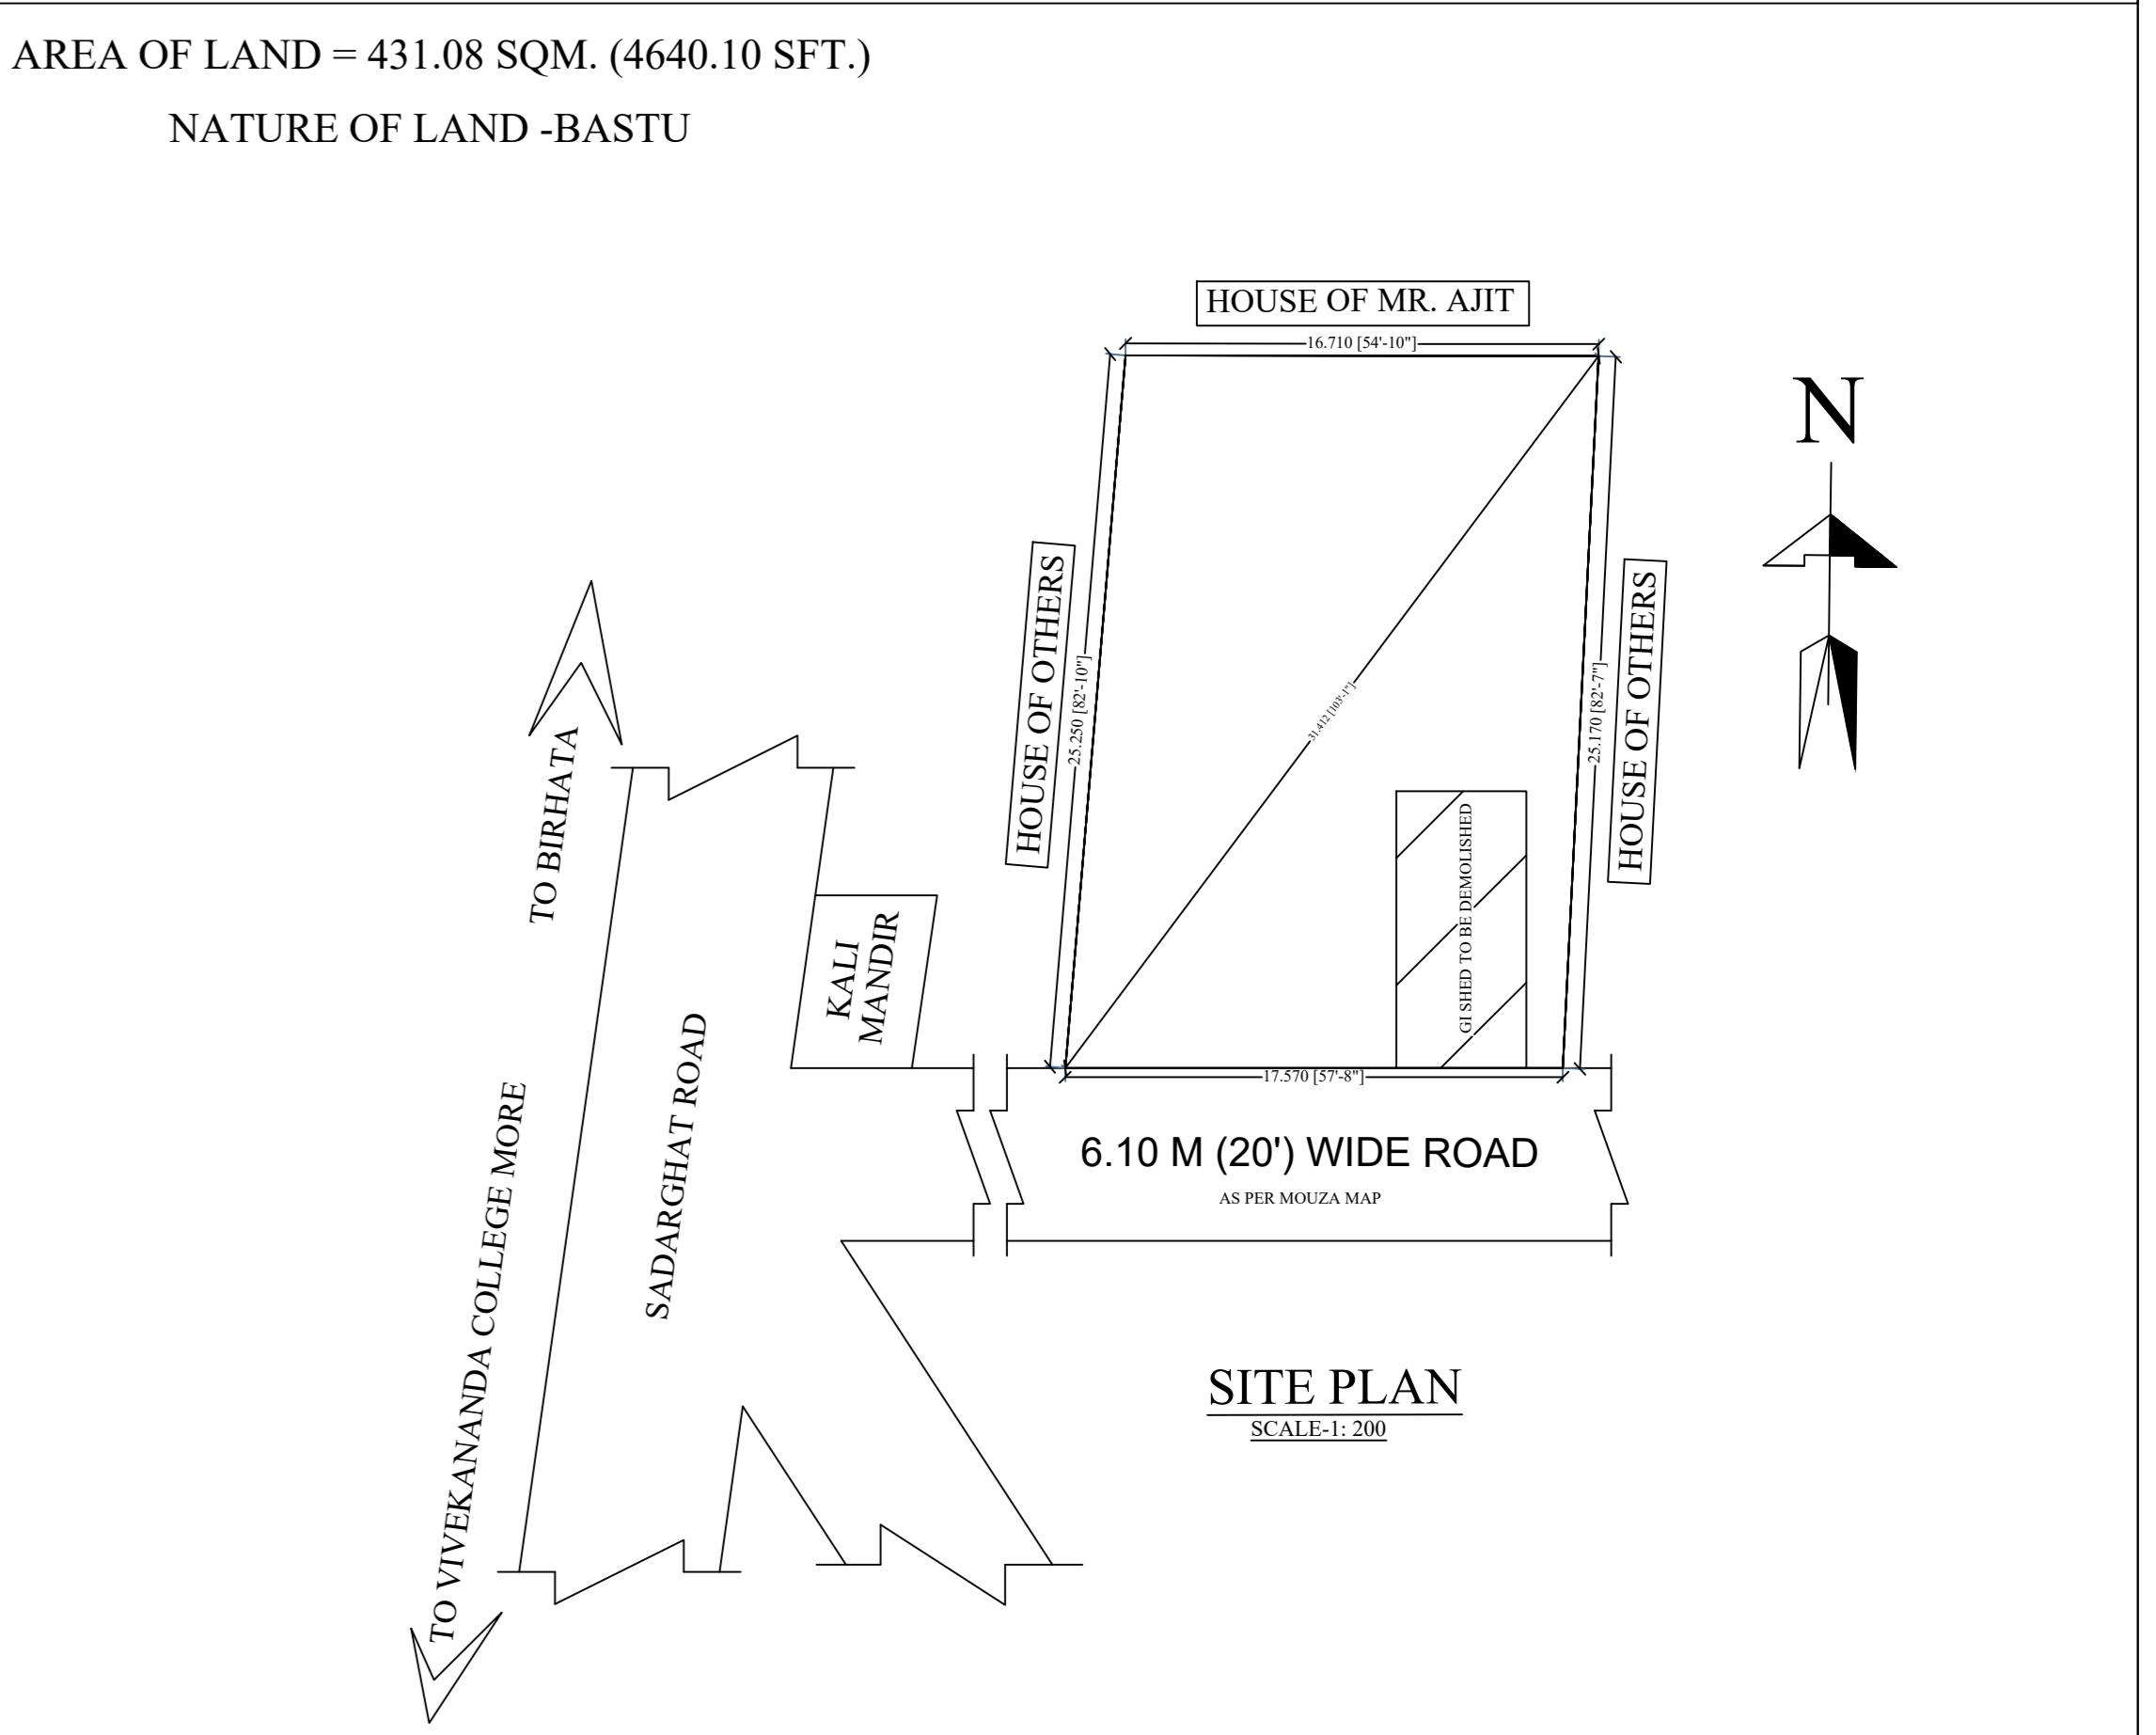 AREA OF LAND = 431.08 SQM. (4640.10 SFT.)
NATURE OF LAND -BASTU
HOUSE OF MR. AJIT
16.710 [54'-10"]
N
HOUSE OF OTHERS
25.250 [82'-10"]
31.412 [103'-1"]
25.170 [82'-7"]
HOUSE OF OTHERS
GI SHED TO BE DEMOLISHED
TO BIRHATA
KALI
MANDIR
17.570 [57'-8"]
SADARGHAT ROAD
6.10 M (20') WIDE ROAD
AS PER MOUZA MAP
TO VIVEKANANDA COLLEGE MORE
SITE PLAN
SCALE-1: 200